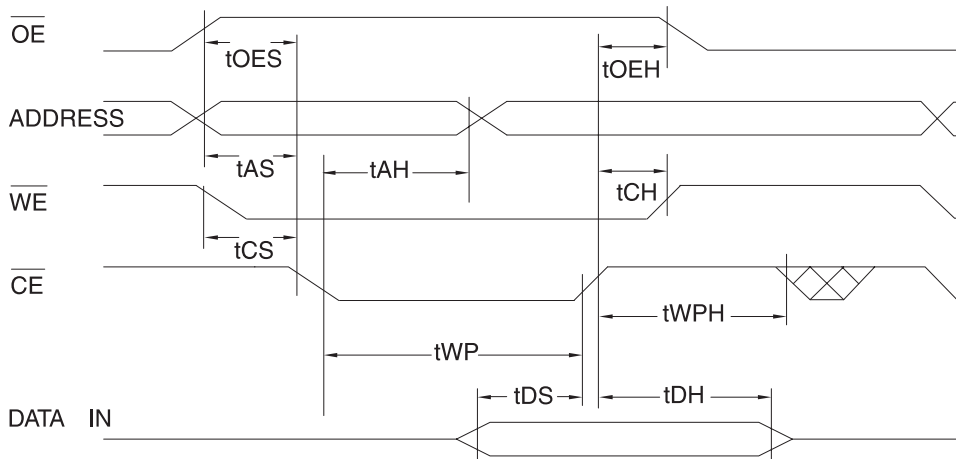 OE
tOES
tOEH
ADDRESS
tAS
tAH
tCH
WE
tCS
CE
tWPH
tWP
tDS
tDH
DATA IN